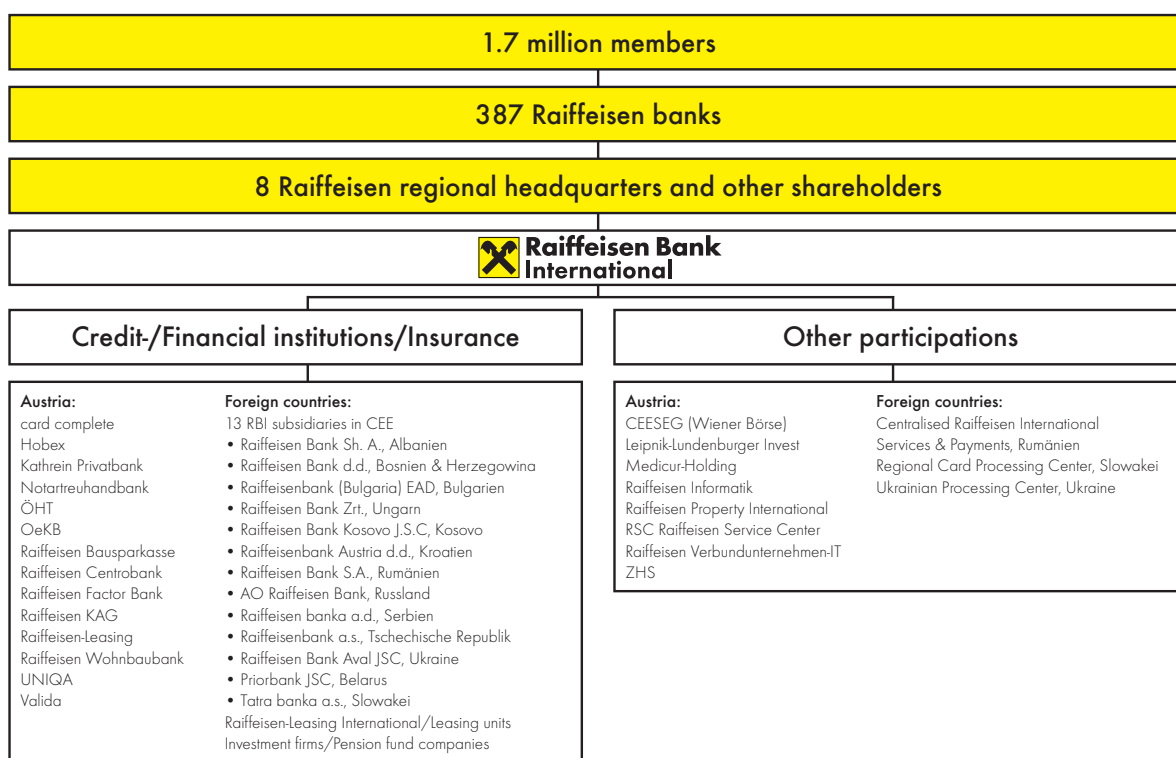 1.7 million members
387 Raiffeisen banks
8 Raiffeisen regional headquarters and other shareholders
Raiffeisen Bank
International
Credit-/Financial institutions/Insurance
Austria:
card complete
Hobex
Kathrein Privatbank
Notartreuhandbank
ÖHT
OeKB
Raiffeisen Bausparkasse
Raiffeisen Centrobank
Raiffeisen Factor Bank
Raiffeisen KAG
Raiffeisen-Leasing
Raiffeisen Wohnbaubank
UNIQA
Valida
Foreign countries:
13 RBI subsidiaries in CEE
• Raiffeisen Bank Sh. A., Albanien
• Raiffeisen Bank d.d., Bosnien & Herzegowina
• Raiffeisenbank (Bulgaria) EAD, Bulgarien
• Raiffeisen Bank Zrt., Ungarn
• Raiffeisen Bank Kosovo J.S.C, Kosovo
• Raiffeisenbank Austria d.d., Kroatien
• Raiffeisen Bank S.A., Rumänien
• AO Raiffeisen Bank, Russland
• Raiffeisen banka a.d., Serbien
• Raiffeisenbank a.s., Tschechische Republik
• Raiffeisen Bank Aval JSC, Ukraine
• Priorbank JSC, Belarus
• Tatra banka a.s., Slowakei
Raiffeisen-Leasing International/Leasing units
Investment firms/Pension fund companies
Other participations
Austria:
CEESEG (Wiener Börse)
Leipnik-Lundenburger Invest
Medicur-Holding
Raiffeisen Informatik
Raiffeisen Property International
RSC Raiffeisen Service Center
Raiffeisen Verbundunternehmen-IT
ZHS
Foreign countries:
Centralised Raiffeisen International
Services & Payments, Rumänien
Regional Card Processing Center, Slowakei
Ukrainian Processing Center, Ukraine